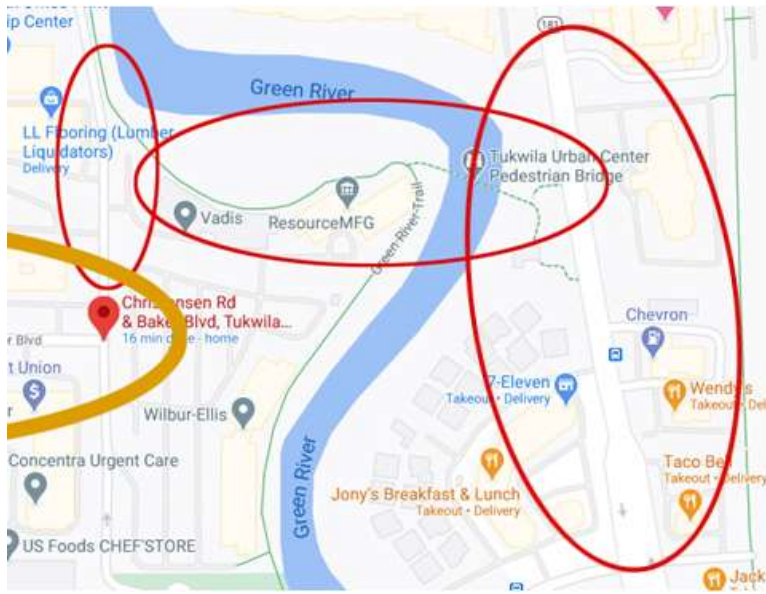 ip Center
181
Green River
LL Flooring (Lumber
Liquidators)
Delivery
Tukwila Urban Center
Pedestrian Bridge
Vadis
ResourceMFG
Green River Trail
Christensen Rd
& Baker Blvd, Tukwila...
16 min drive - home
er Blvd
Chevron
t Union
7-Eleven
Takeout • Delivery
Wendy's
Takeout • Del
Wilbur-Ellis
Concentra Urgent Care
Green River
Taco Bell
Takeout • Delivery
Jony's Breakfast & Lunch
Takeout • Delivery
US Foods CHEF'STORE
Jack